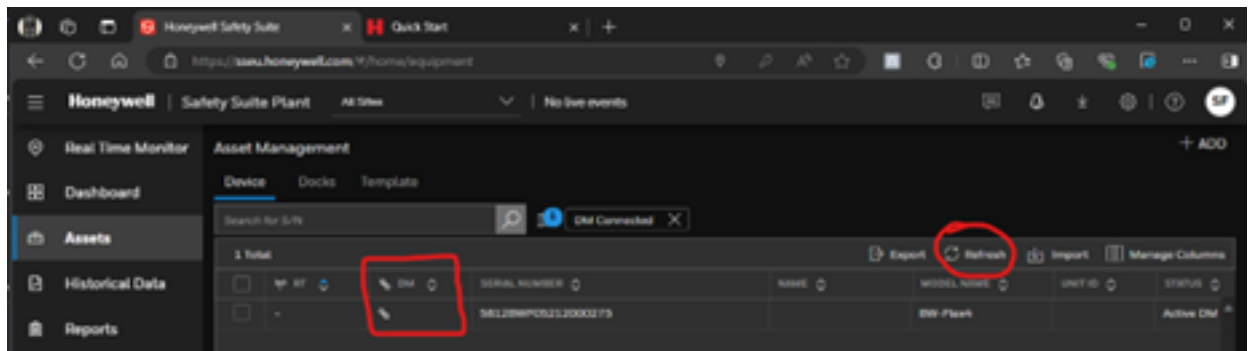 Honeywell Safety Suite
Quick Start
https://sseu.honeywell.com/#/home/equipment
Honeywell | Safety Suite Plant
All Sites
No live events
SF
Real Time Monitor
Asset Management
+ ADD
Dashboard
Device Docks Template
Search for S/N
DM Connected
Assets
1 Total
Export Refresh Import Manage Columns
Historical Data
RT DM SERIAL NUMBER NAME MODEL NAME UNIT ID STATUS
Reports
- Active DM